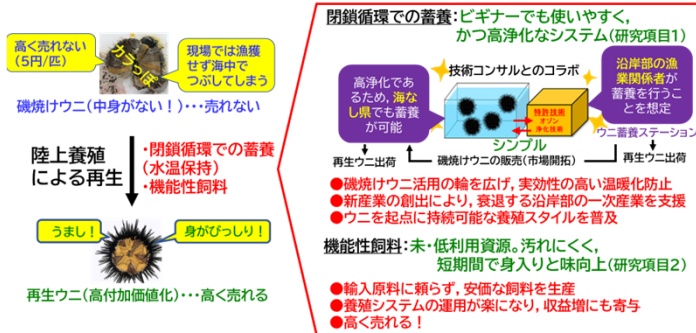 高く売れない
(5円/匹)
カラっぽ
現場では漁獲
せず海中で
つぶしてしまう
磯焼けウニ(中身がない！)・・・売れない
陸上養殖
による再生
・閉鎖循環での蓄養
(水温保持)
・機能性飼料
うまし！
身がびっしり！
再生ウニ(高付加価値化)・・・高く売れる
閉鎖循環での蓄養:ビギナーでも使いやすく，
かつ高浄化なシステム(研究項目1)
高浄化であ
るため，海
なし県でも蓄養
が可能
技術コンサルとのコラボ
特許技術
オゾン
浄化技術
シンプル
沿岸部の漁
業関係者が
蓄養を行うこ
とを想定
ウニ蓄養ステーション
再生ウニ出荷
磯焼けウニの販売(市場開拓)
再生ウニ出荷
●磯焼けウニ活用の輪を広げ，実効性の高い温暖化防止
●新産業の創出により，衰退する沿岸部の一次産業を支援
●ウニを起点に持続可能な養殖スタイルを普及
機能性飼料:未・低利用資源。汚れにくく，
短期間で身入りと味向上(研究項目2)
●輸入原料に頼らず，安価な飼料を生産
●養殖システムの運用が楽になり，収益増にも寄与
●高く売れる！